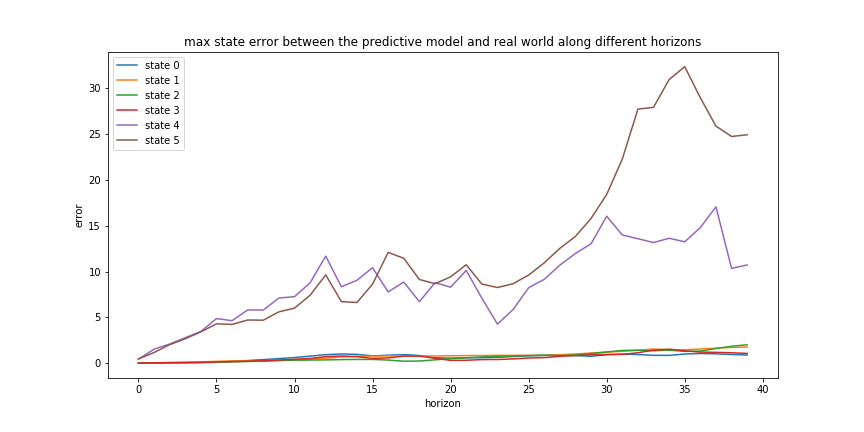 max state error between the predictive model and real world along different horizons
state 0
state 1
state 2
state 3
state 4
state 5
error
30
25
20
15
10
5
0
0 5 10 15 20 25 30 35 40
horizon